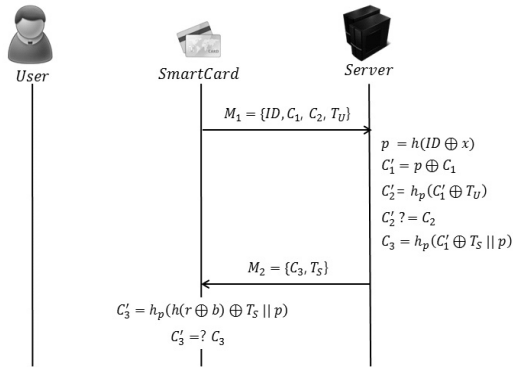 User
SmartCard
Server
M₁ = {ID, C₁, C₂, T_U}
p = h(ID ⊕ x)
C₁′ = p ⊕ C₁
C₂′ = h_p(C₁′ ⊕ T_U)
C₂′ ? = C₂
C₃ = h_p(C₁′ ⊕ T_S || p)
M₂ = {C₃, T_S}
C₃′ = h_p(h(r ⊕ b) ⊕ T_S || p)
C₃′ =? C₃